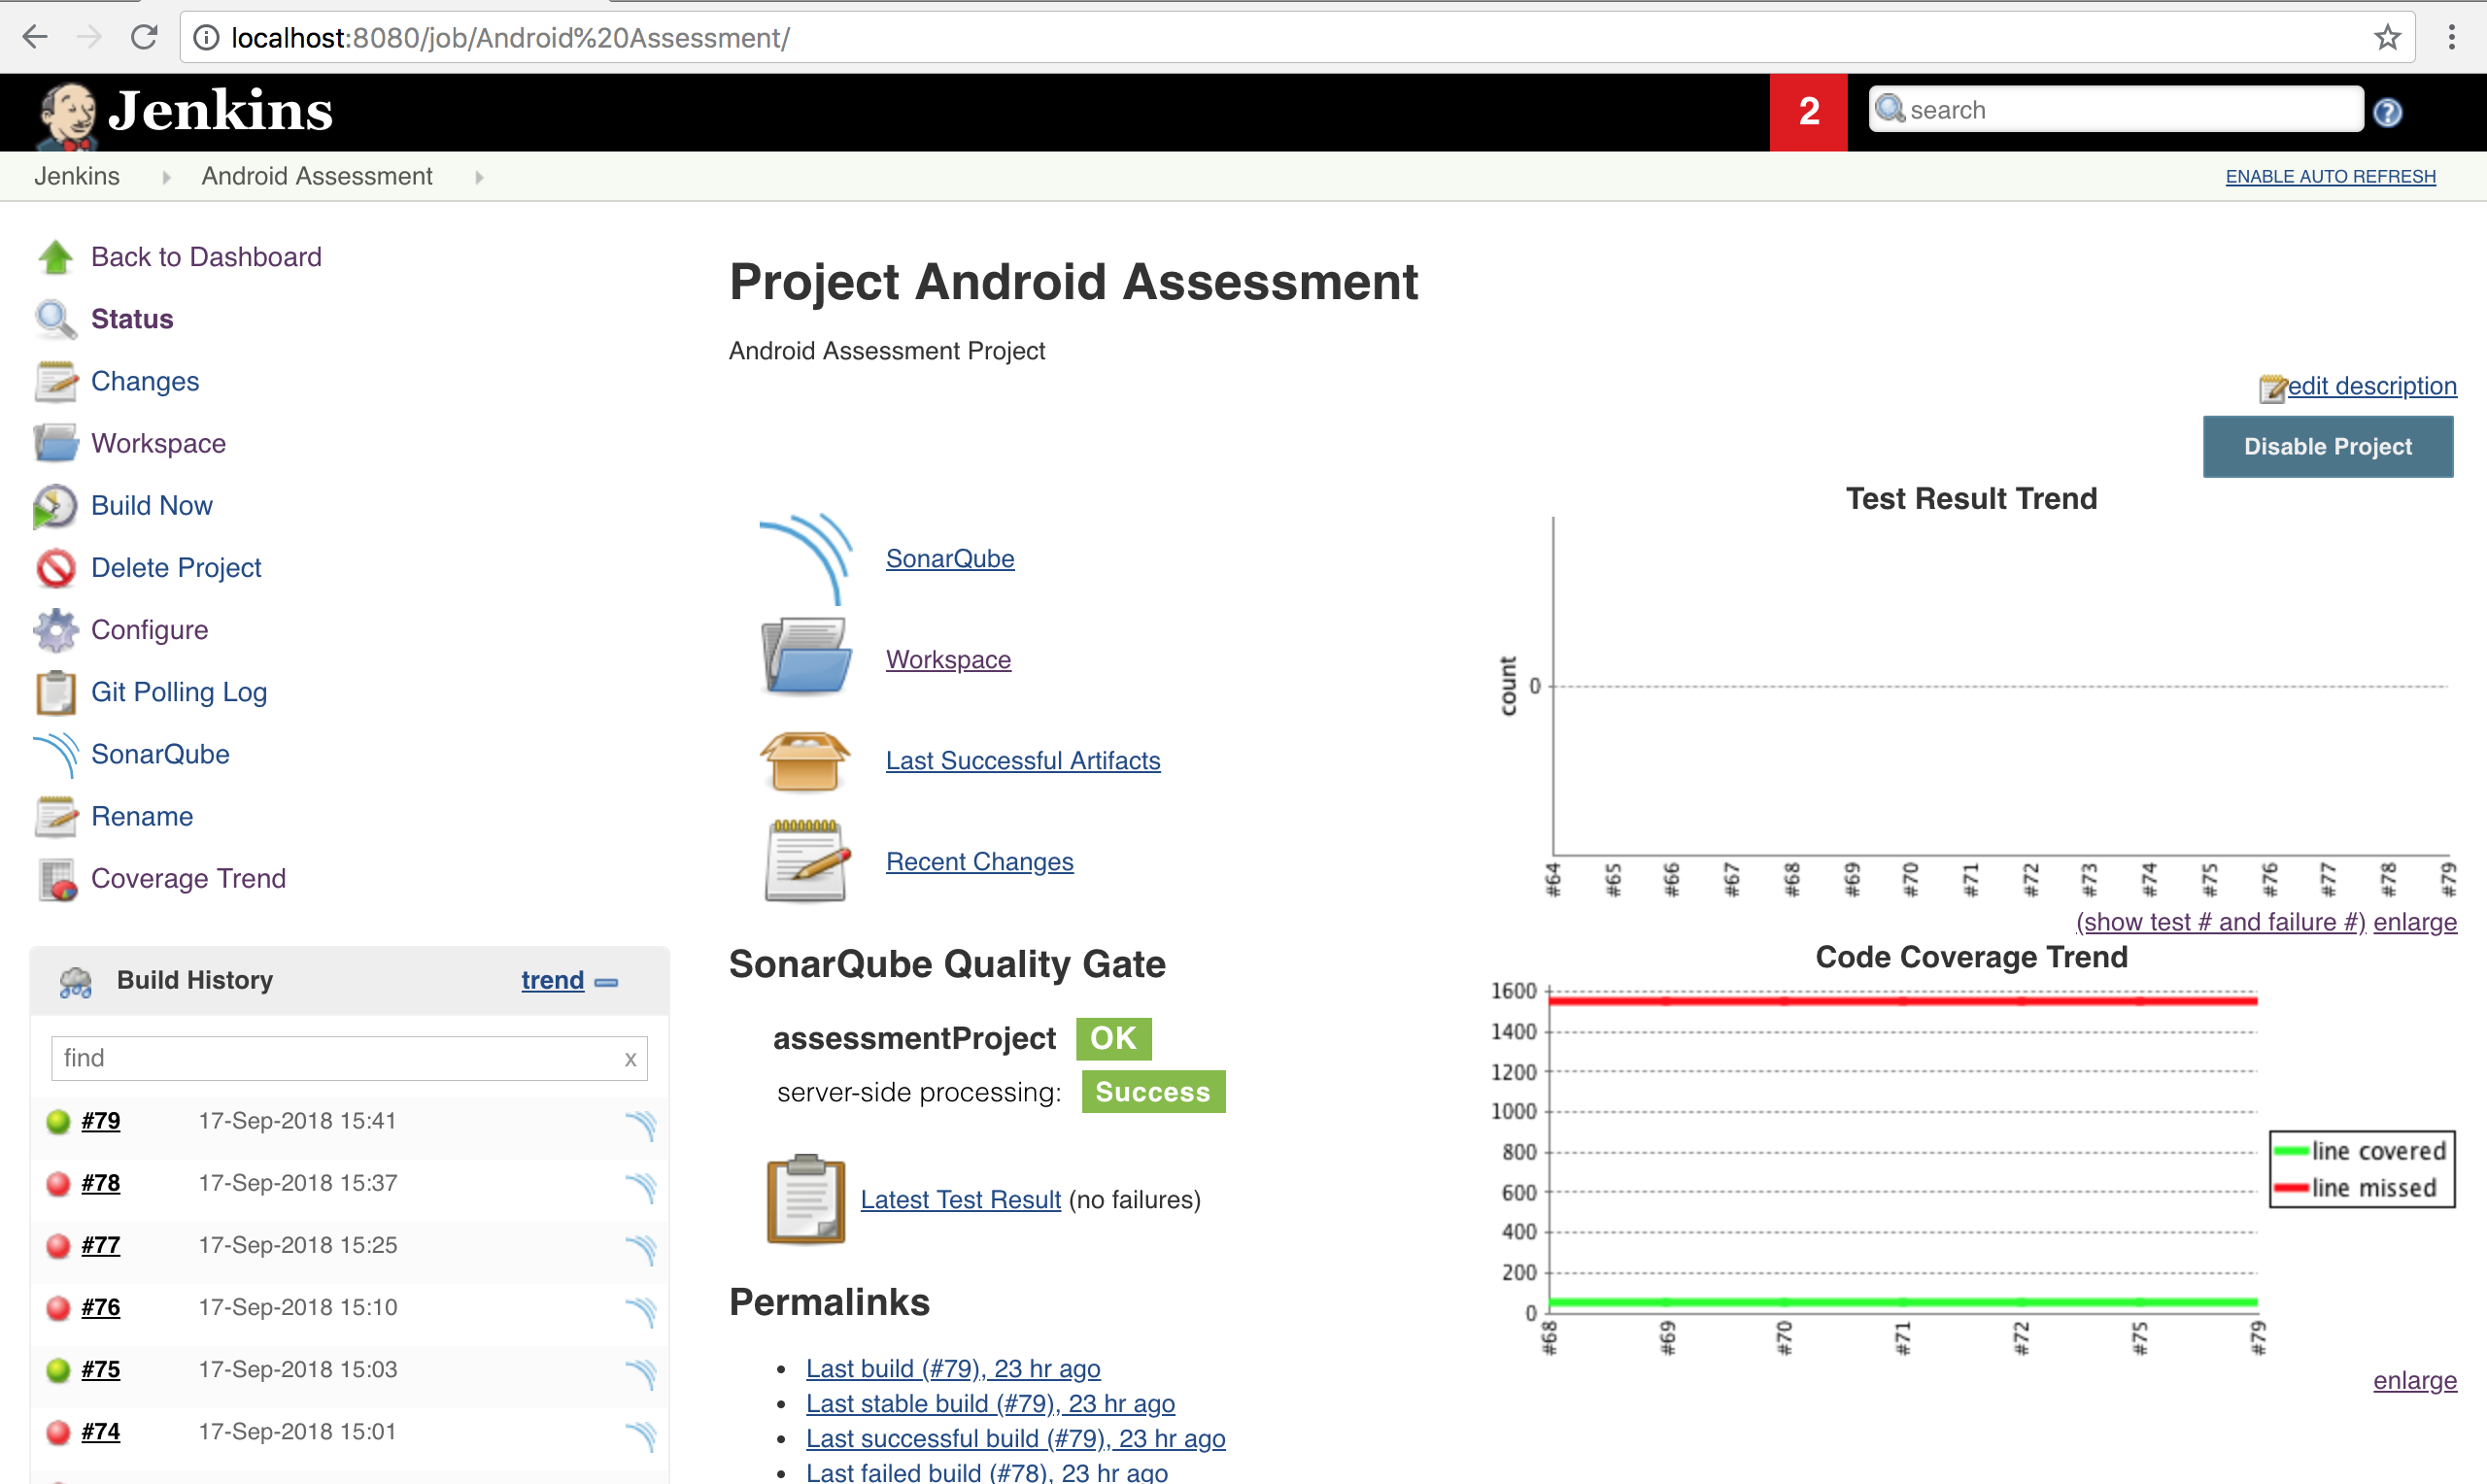 localhost:8080/job/Android%20Assessment/
Jenkins
2
search
?
Jenkins
Android Assessment
ENABLE AUTO REFRESH
Back to Dashboard
Status
Changes
Workspace
Build Now
Delete Project
Configure
Git Polling Log
SonarQube
Rename
Coverage Trend
Build History
trend
find
x
#79 17-Sep-2018 15:41
#78 17-Sep-2018 15:37
#77 17-Sep-2018 15:25
#76 17-Sep-2018 15:10
#75 17-Sep-2018 15:03
#74 17-Sep-2018 15:01
Project Android Assessment
Android Assessment Project
edit description
Disable Project
SonarQube
Workspace
Last Successful Artifacts
Recent Changes
SonarQube Quality Gate
assessmentProject OK
server-side processing: Success
Latest Test Result (no failures)
Permalinks
• Last build (#79), 23 hr ago
• Last stable build (#79), 23 hr ago
• Last successful build (#79), 23 hr ago
• Last failed build (#78), 23 hr ago
Test Result Trend
count
0
#64 #65 #66 #67 #68 #69 #70 #71 #72 #73 #74 #75 #76 #77 #78 #79
(show test # and failure #) enlarge
Code Coverage Trend
1600
1400
1200
1000
800
600
400
200
0
#68 #69 #70 #71 #72 #75 #79
line covered
line missed
enlarge